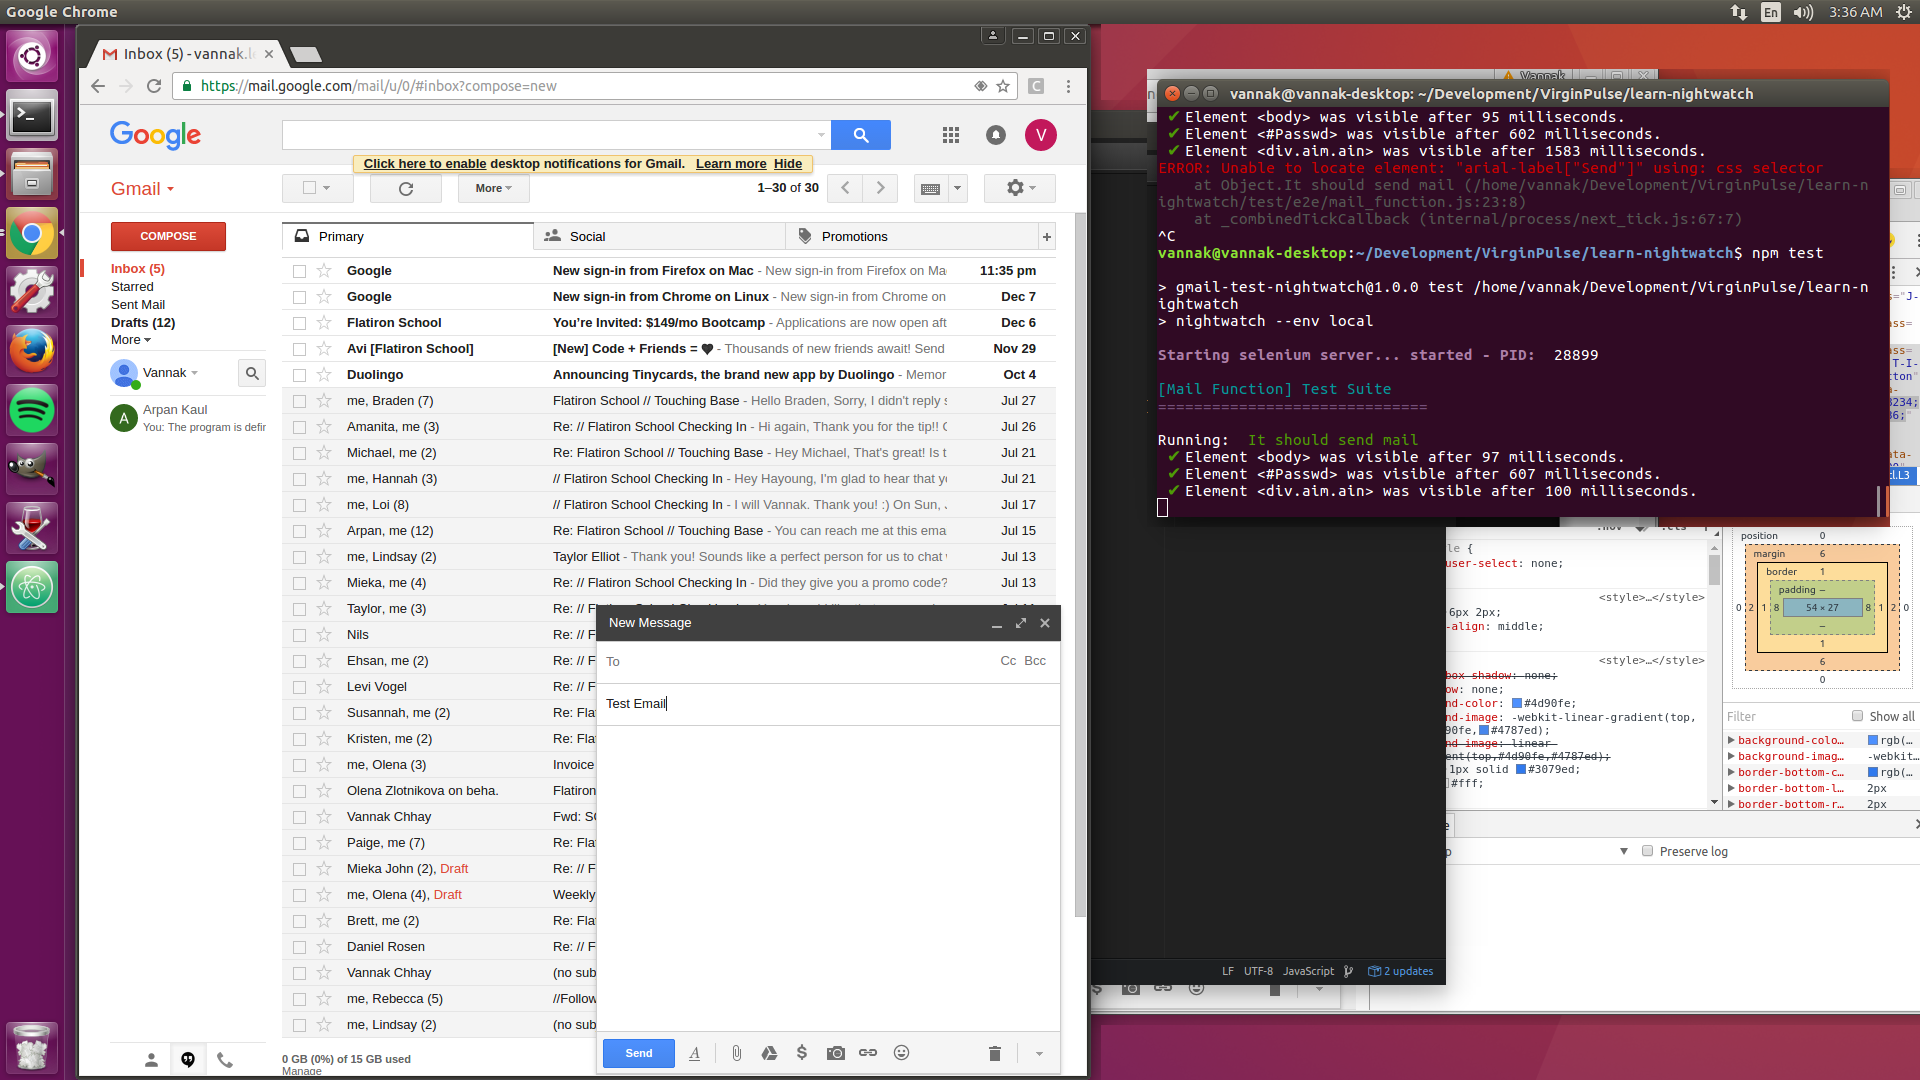 Google Chrome
En
3:36 AM
Inbox (5) - vannak.l
https://mail.google.com/mail/u/0/#inbox?compose=new
C
Google
V
Click here to enable desktop notifications for Gmail. Learn more Hide
Gmail
More
1–30 of 30
COMPOSE
Inbox (5)
Starred
Sent Mail
Drafts (12)
More
Vannak
A
Arpan Kaul
You: The program is defir
Primary
Social
Promotions
+
Google New sign-in from Firefox on Mac - New sign-in from Firefox on Ma 11:35 pm
Google New sign-in from Chrome on Linux - New sign-in from Chrome on Dec 7
Flatiron School You’re Invited: $149/mo Bootcamp - Applications are now open aft Dec 6
Avi [Flatiron School] [New] Code + Friends = ♥ - Thousands of new friends await! Send Nov 29
Duolingo Announcing Tinycards, the brand new app by Duolingo - Memor Oct 4
me, Braden (7) Flatiron School // Touching Base - Hello Braden, Sorry, I didn't reply s Jul 27
Amanita, me (3) Re: // Flatiron School Checking In - Hi again, Thank you for the tip!! Jul 26
Michael, me (2) Re: Flatiron School // Touching Base - Hey Michael, That's great! Is t Jul 21
me, Hannah (3) // Flatiron School Checking In - Hey Hayoung, I'm glad to hear that Jul 21
me, Loi (8) // Flatiron School Checking In - I will Vannak. Thank you! :) On Sun, Jul 17
Arpan, me (12) Re: Flatiron School // Touching Base - You can reach me at this ema Jul 15
me, Lindsay (2) Taylor Elliot - Thank you! Sounds like a perfect person for us to chat Jul 13
Mieka, me (4) Re: // Flatiron School Checking In - Did they give you a promo code? Jul 13
Taylor, me (3) Re: //
Nils Re: // F
Ehsan, me (2) Re: // F
Levi Vogel Re: // F
Susannah, me (2) Re: Fla
Kristen, me (2) Re: Fla
me, Olena (3) Invoice
Olena Zlotnikova on beha. Flatiron
Vannak Chhay Fwd: S
Paige, me (7) Re: Fla
Mieka John (2), Draft Re: // F
me, Olena (4), Draft Weekly
Brett, me (2) Re: Fla
Daniel Rosen Re: // F
Vannak Chhay (no sub
me, Rebecca (5) //Follow
me, Lindsay (2) (no sub
0 GB (0%) of 15 GB used
Manage
New Message
To
Cc Bcc
Test Email
Send
A
$
Vannak
vannak@vannak-desktop: ~/Development/VirginPulse/learn-nightwatch
✔ Element <body> was visible after 95 milliseconds.
✔ Element <#Passwd> was visible after 602 milliseconds.
✔ Element <div.aim.ain> was visible after 1583 milliseconds.
ERROR: Unable to locate element: "arial-label["Send"]" using: css selector
at Object.It should send mail (/home/vannak/Development/VirginPulse/learn-n
ightwatch/test/e2e/mail_function.js:23:8)
at _combinedTickCallback (internal/process/next_tick.js:67:7)
^C
vannak@vannak-desktop:~/Development/VirginPulse/learn-nightwatch$ npm test
> gmail-test-nightwatch@1.0.0 test /home/vannak/Development/VirginPulse/learn-n
ightwatch
> nightwatch --env local
Starting selenium server... started - PID: 28899
[Mail Function] Test Suite
==============================
Running: It should send mail
✔ Element <body> was visible after 97 milliseconds.
✔ Element <#Passwd> was visible after 607 milliseconds.
✔ Element <div.aim.ain> was visible after 100 milliseconds.
s="J-
ass=
ass=
T-I-
ton"
a-
8234;
86;"
ata-
cl.L3
.hov
.cls
+
le {
user-select: none;
<style>…</style>
6px 2px;
-align: middle;
<style>…</style>
box-shadow: none;
ow: none;
nd-color: #4d90fe;
nd-image: -webkit-linear-gradient(top,
90fe,#4787ed);
nd-image: linear-
ent(top,#4d90fe,#4787ed);
1px solid #3079ed;
#fff;
position 0
margin 6
border 1
padding –
0 2 1 8 54 × 27 8 1 2 0
–
1
6
0
Filter
Show all
background-colo… rgb(…
background-imag… -webkit…
border-bottom-c… rgb(…
border-bottom-l… 2px
border-bottom-r… 2px
Preserve log
LF UTF-8 JavaScript 2 updates